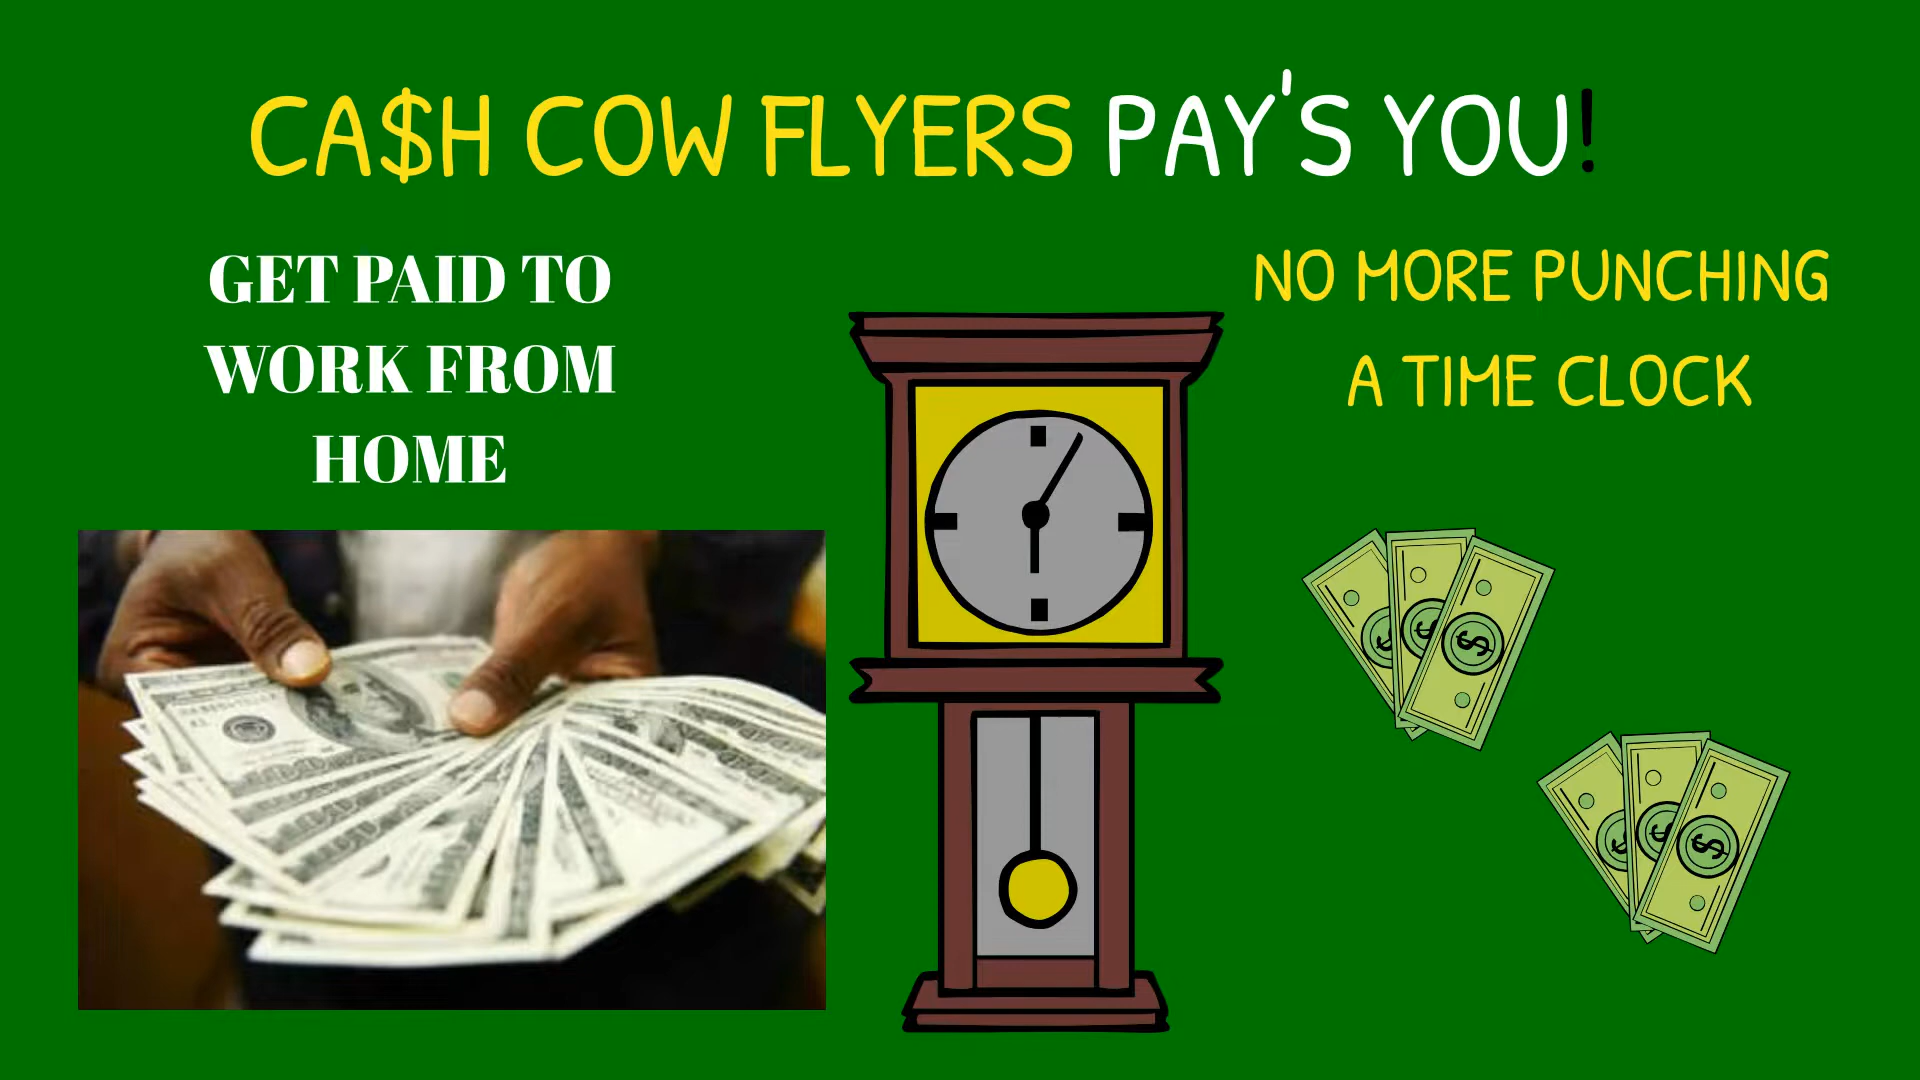 CA$H COW FLYERS PAY'S YOU!
GET PAID TO
WORK FROM
HOME
NO MORE PUNCHING
A TIME CLOCK